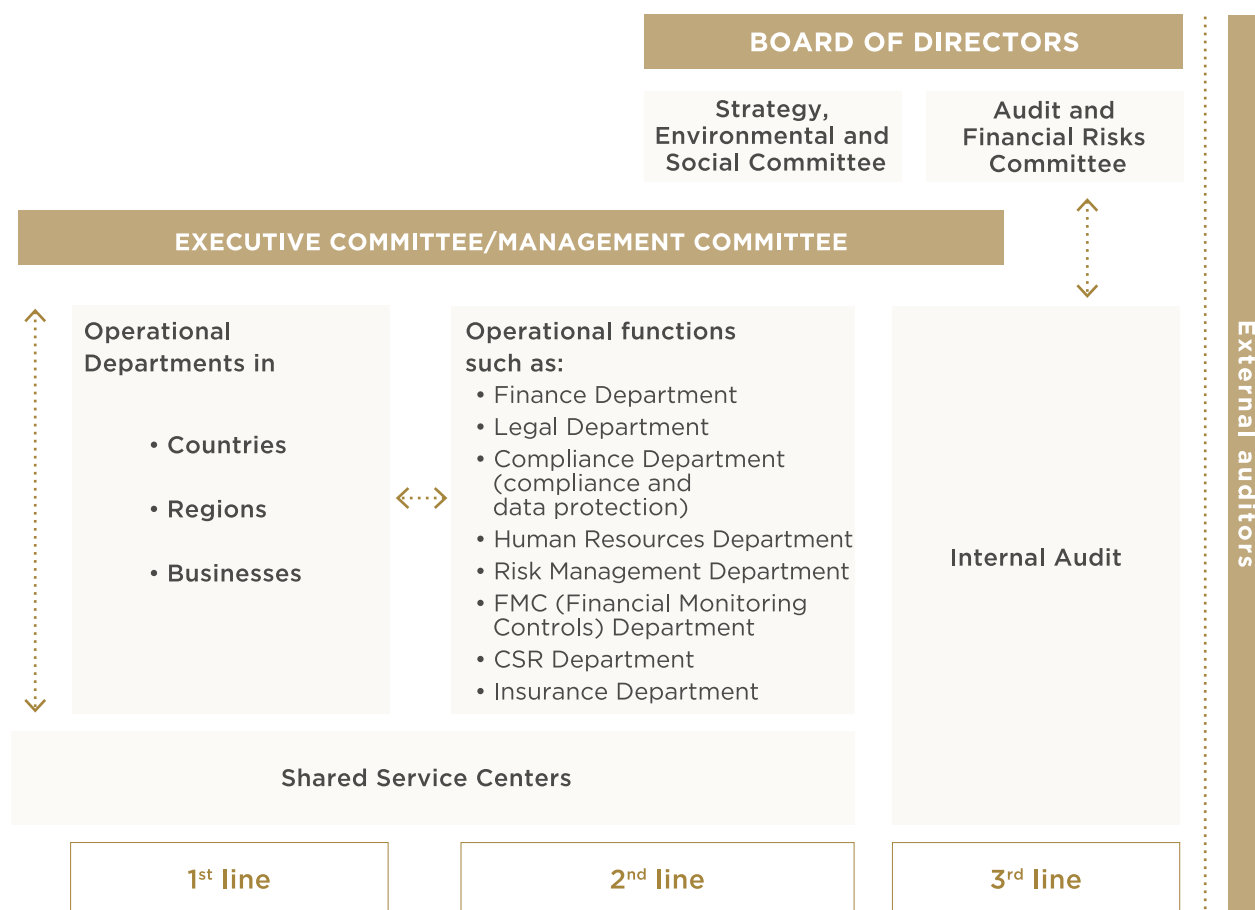 BOARD OF DIRECTORS
Strategy,
Environmental and
Social Committee
Audit and
Financial Risks
Committee
EXECUTIVE COMMITTEE/MANAGEMENT COMMITTEE
Operational
Departments in
• Countries
• Regions
• Businesses
Operational functions
such as:
• Finance Department
• Legal Department
• Compliance Department
(compliance and
data protection)
• Human Resources Department
• Risk Management Department
• FMC (Financial Monitoring
Controls) Department
• CSR Department
• Insurance Department
Internal Audit
Shared Service Centers
1st line
2nd line
3rd line
External auditors